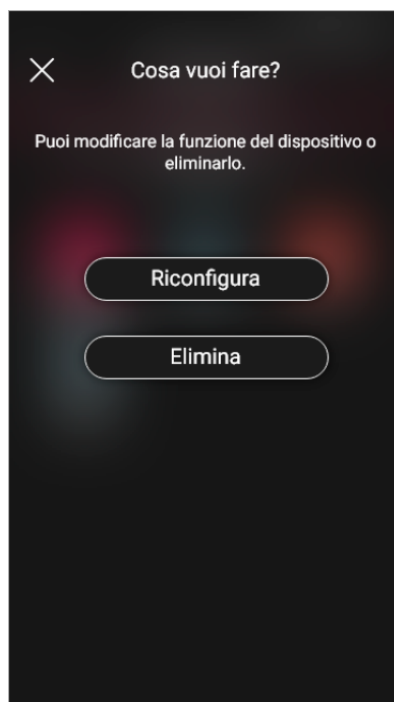 Cosa vuoi fare?
Puoi modificare la funzione del dispositivo o
eliminarlo.
Riconfigura
Elimina